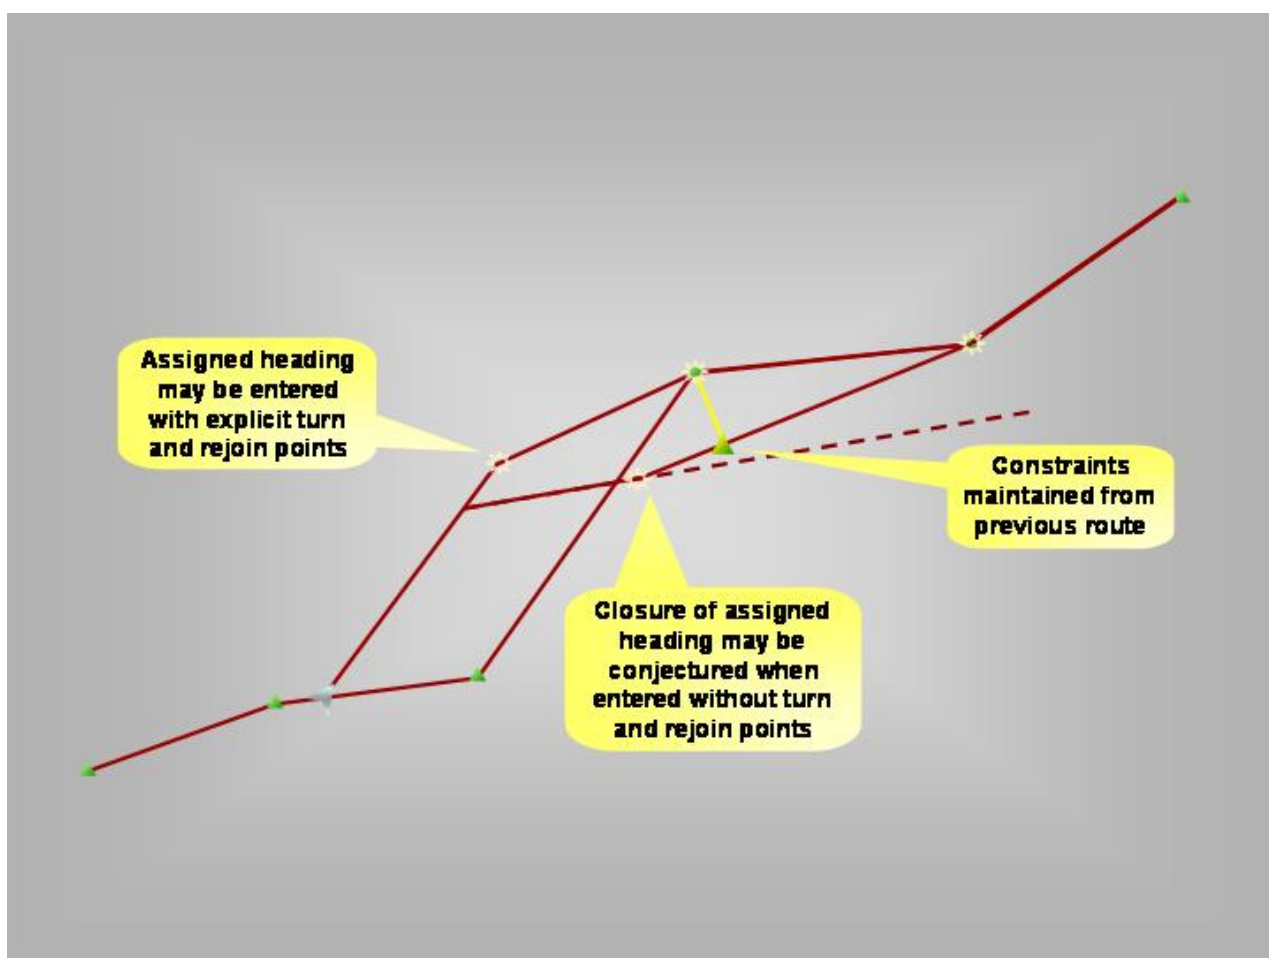 Assigned heading
may be entered
with explicit turn
and rejoin points
Constraints
maintained from
previous route
Closure of assigned
heading may be
conjectured when
entered without turn
and rejoin points